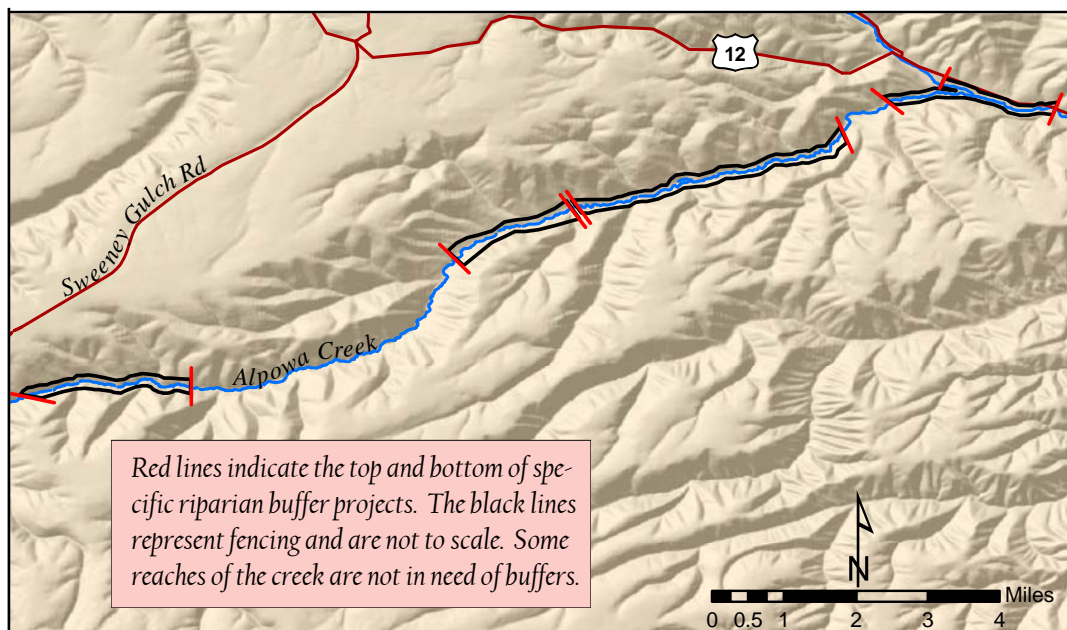 12
Sweeney Gulch Rd
Alpowa Creek
Red lines indicate the top and bottom of spe-
cific riparian buffer projects. The black lines
represent fencing and are not to scale. Some
reaches of the creek are not in need of buffers.
N
Miles
0 0.5 1 2 3 4